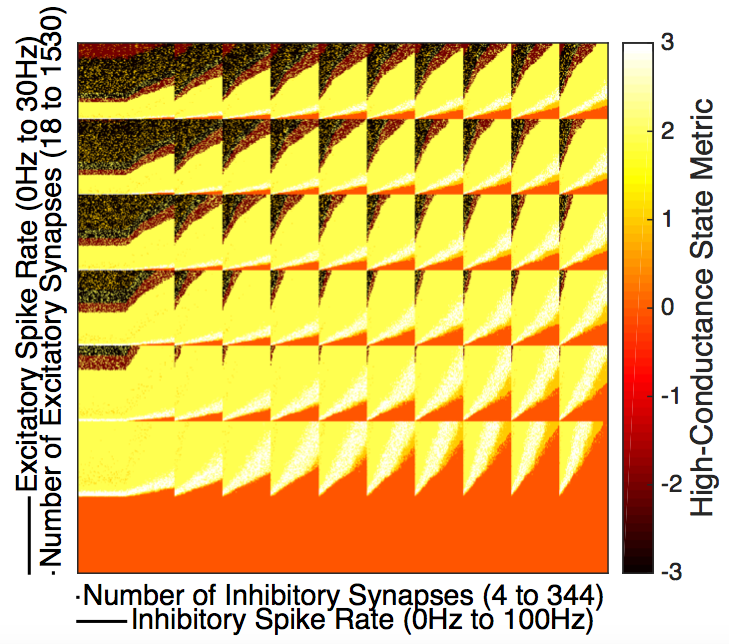 Excitatory Spike Rate (0Hz to 30Hz)
·Number of Excitatory Synapses (18 to 1530)
3
2
1
0
-1
-2
-3
High-Conductance State Metric
·Number of Inhibitory Synapses (4 to 344)
Inhibitory Spike Rate (0Hz to 100Hz)